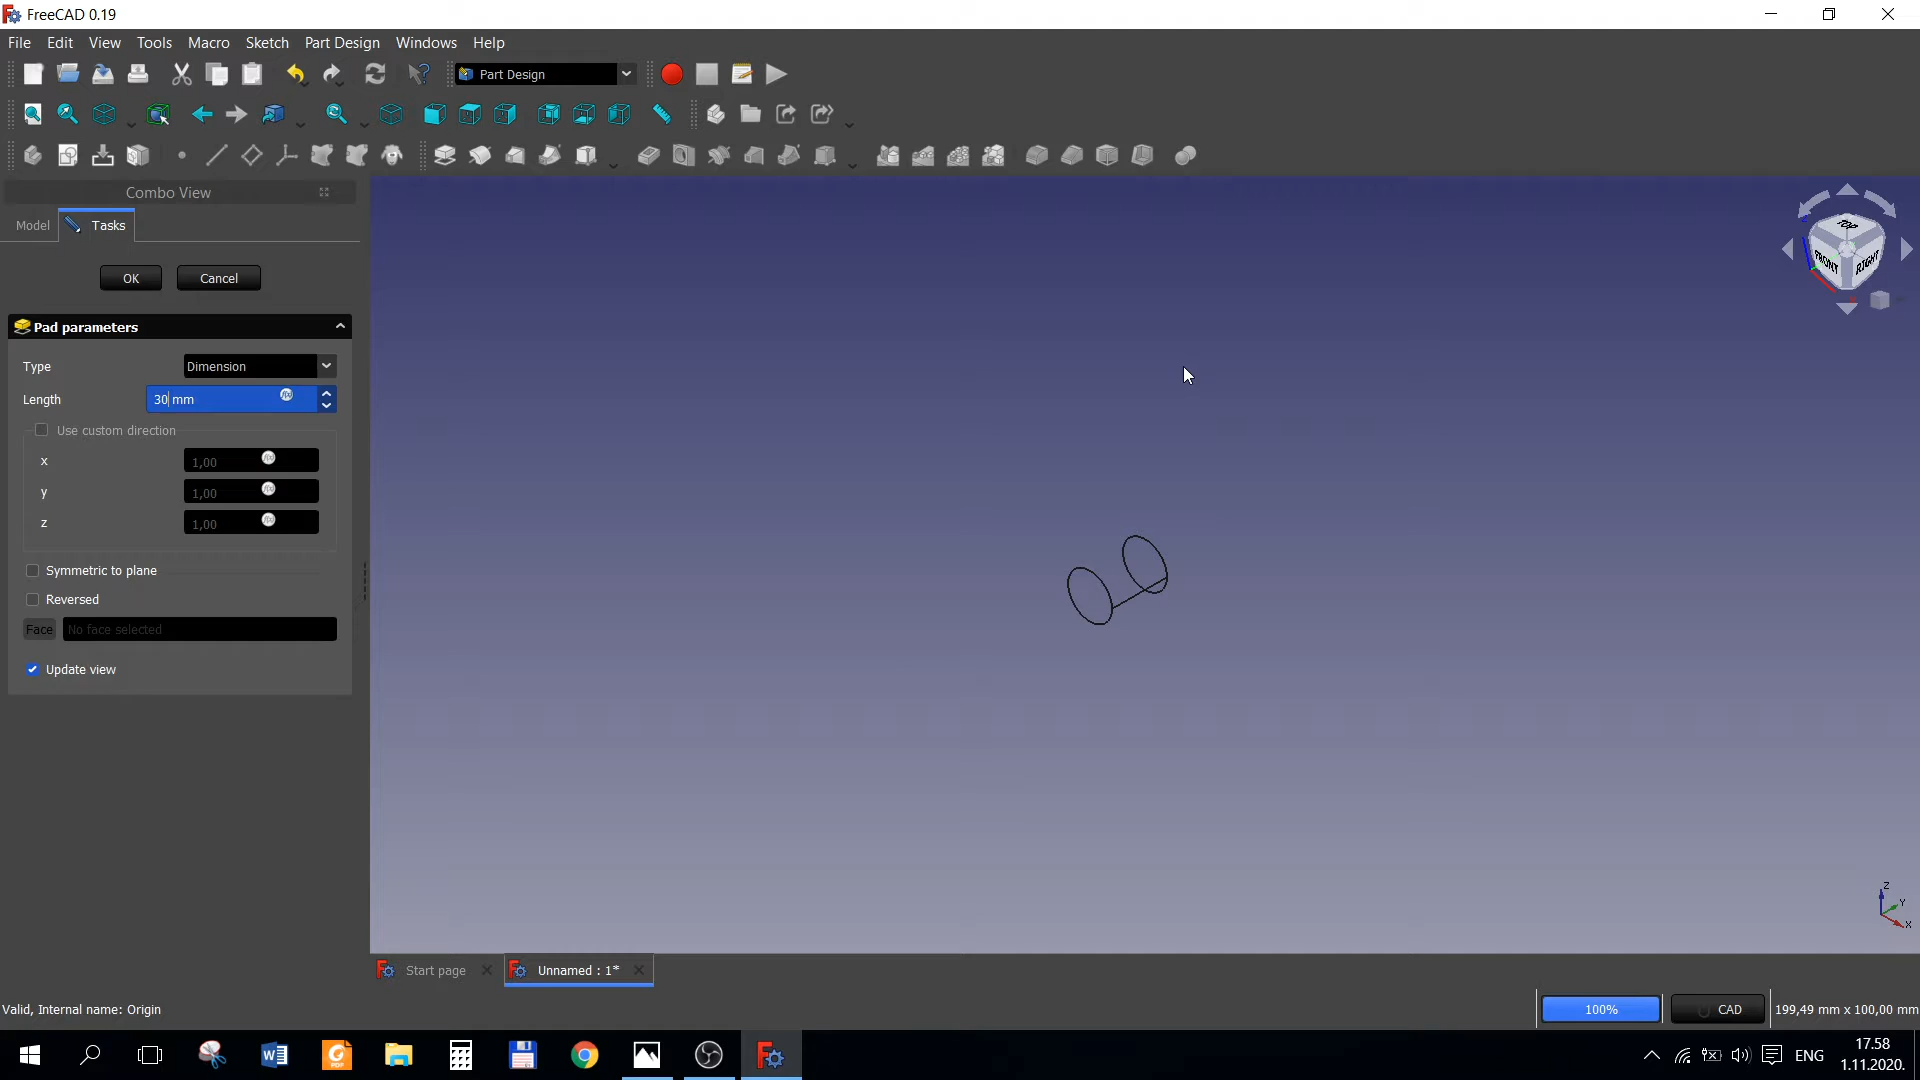 FreeCAD 0.19
File Edit View Tools Macro Sketch Part Design Windows Help
Part Design
Combo View
Model Tasks
OK Cancel
Pad parameters
Type Dimension
Length 30 mm
Use custom direction
x 1,00
y 1,00
z 1,00
Symmetric to plane
Reversed
Face No face selected
Update view
TOP
FRONT RIGHT
Z
Y
X
Start page Unnamed : 1*
Valid, Internal name: Origin 100% CAD 199,49 mm x 100,00 mm
ENG 17.58
1.11.2020.